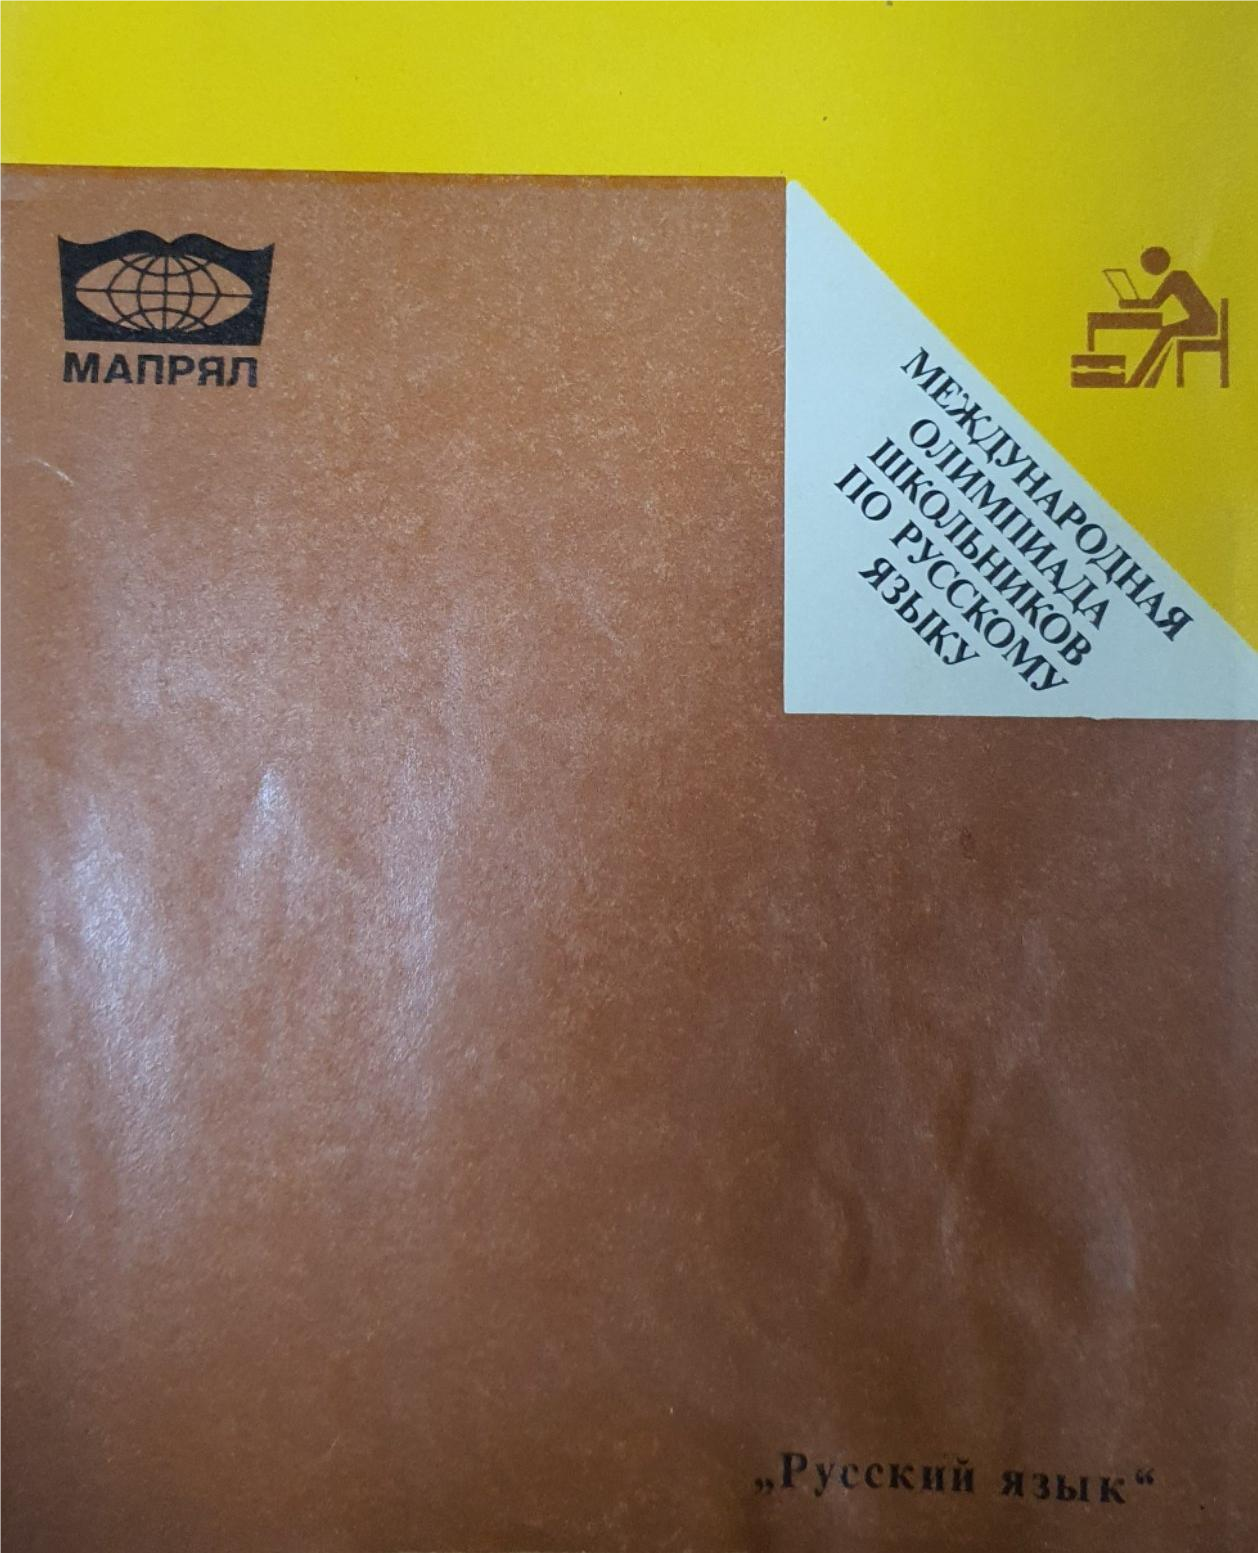 МАПРЯЛ
МЕЖДУНАРОДНАЯ
ОЛИМПИАДА
ШКОЛЬНИКОВ
ПО РУССКОМУ
ЯЗЫКУ
„Русский язык“